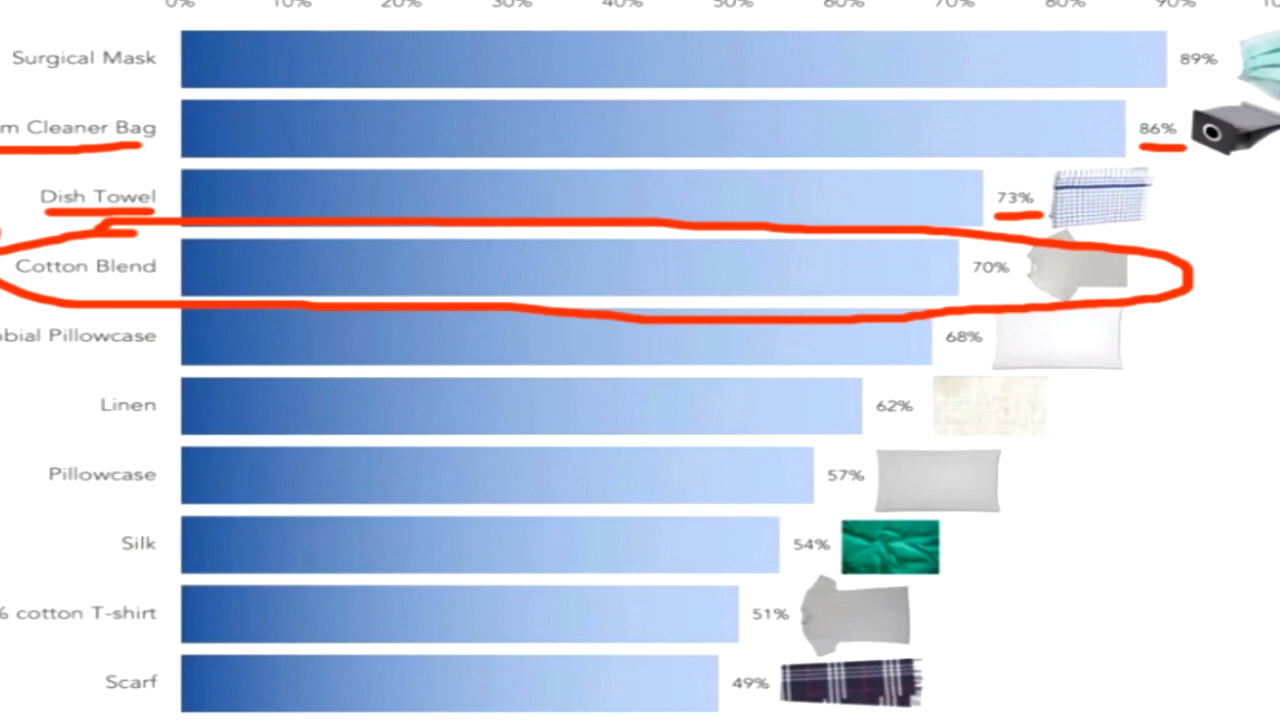 0% 10% 20% 30% 40% 50% 60% 70% 80% 90%
Surgical Mask 89%
m Cleaner Bag 86%
Dish Towel 73%
Cotton Blend 70%
bial Pillowcase 68%
Linen 62%
Pillowcase 57%
Silk 54%
% cotton T-shirt 51%
Scarf 49%